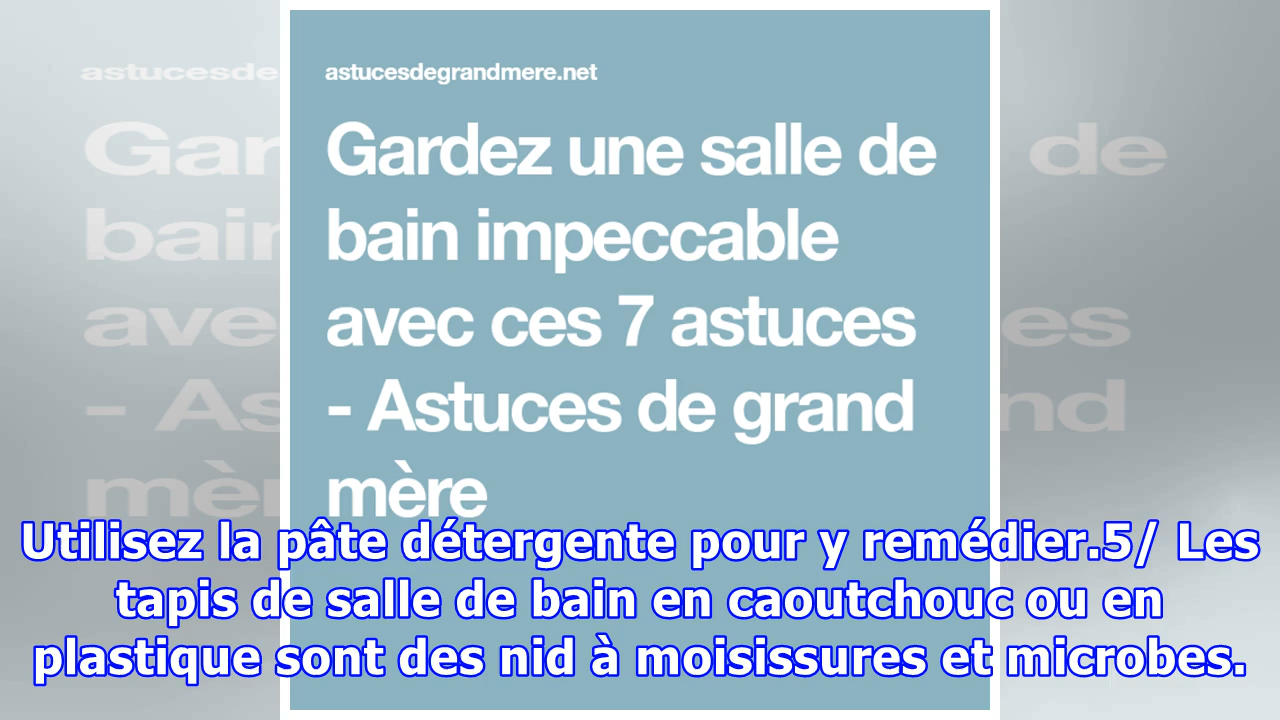 astucesdegrandmere.net
Gardez une salle de
bain impeccable
avec ces 7 astuces
- Astuces de grand
mère
Utilisez la pâte détergente pour y remédier.5/ Les
tapis de salle de bain en caoutchouc ou en
plastique sont des nid à moisissures et microbes.